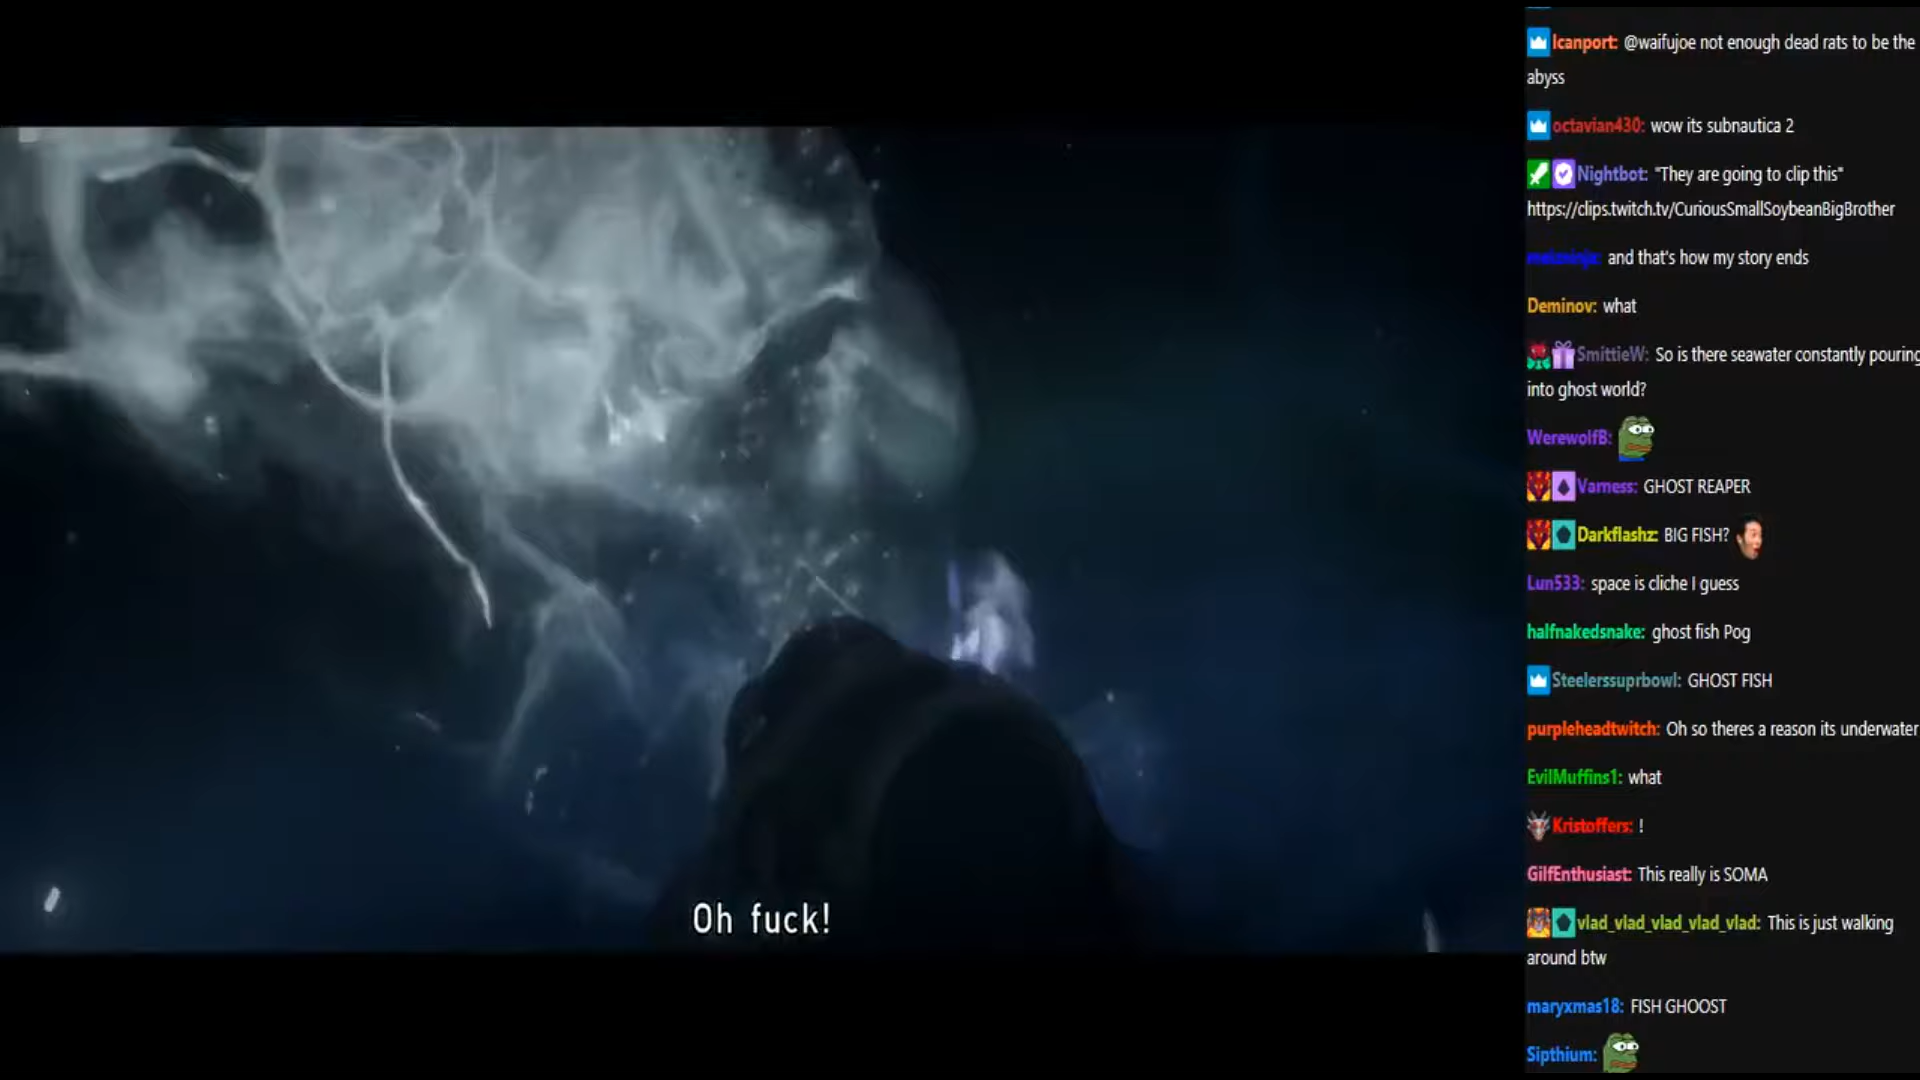 Icanport: @waifujoe not enough dead rats to be the
abyss
octavian430: wow its subnautica 2
Nightbot: "They are going to clip this"
https://clips.twitch.tv/CuriousSmallSoybeanBigBrother
and that's how my story ends
Deminov: what
SmittieW: So is there seawater constantly pouring
into ghost world?
WerewolfB:
Varness: GHOST REAPER
Darkflashz: BIG FISH?
Lun533: space is cliche I guess
halfnakedsnake: ghost fish Pog
Steelerssuprbowl: GHOST FISH
purpleheadtwitch: Oh so theres a reason its underwater
EvilMuffins1: what
Kristoffers: !
GilfEnthusiast: This really is SOMA
vlad_vlad_vlad_vlad_vlad: This is just walking
around btw
maryxmas18: FISH GHOOST
Sipthium:
Oh fuck!